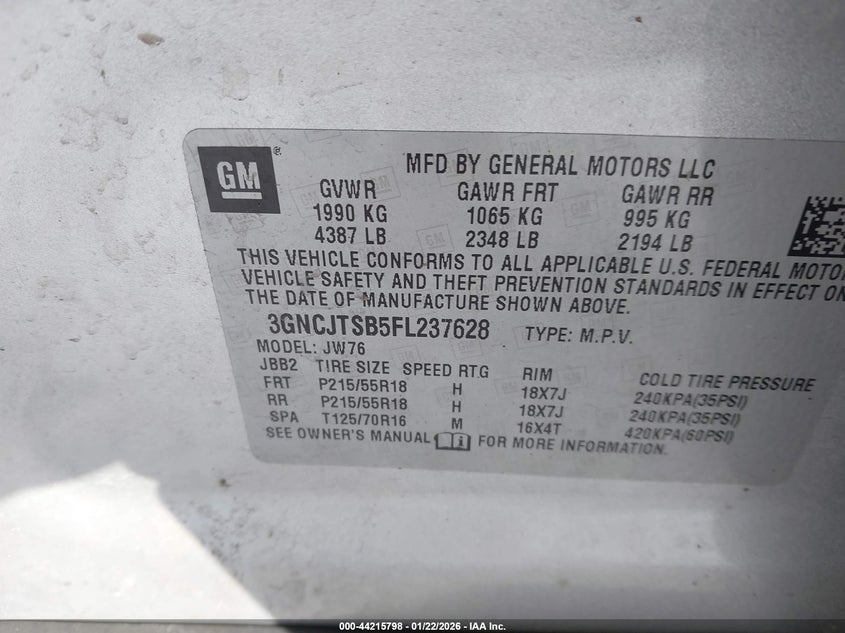 GM
MFD BY GENERAL MOTORS LLC
GVWR GAWR FRT GAWR RR
1990 KG 1065 KG 995 KG
4387 LB 2348 LB 2194 LB
THIS VEHICLE CONFORMS TO ALL APPLICABLE U.S. FEDERAL MOTOR
VEHICLE SAFETY AND THEFT PREVENTION STANDARDS IN EFFECT ON
THE DATE OF MANUFACTURE SHOWN ABOVE.
3GNCJTSB5FL237628 TYPE: M.P.V.
MODEL: JW76
JBB2 TIRE SIZE SPEED RTG RIM COLD TIRE PRESSURE
FRT P215/55R18 H 18X7J 240KPA(35PSI)
RR P215/55R18 H 18X7J 240KPA(35PSI)
SPA T125/70R16 M 16X4T 420KPA(60PSI)
SEE OWNER'S MANUAL FOR MORE INFORMATION.
000-44215798 - 01/22/2026 - IAA Inc.